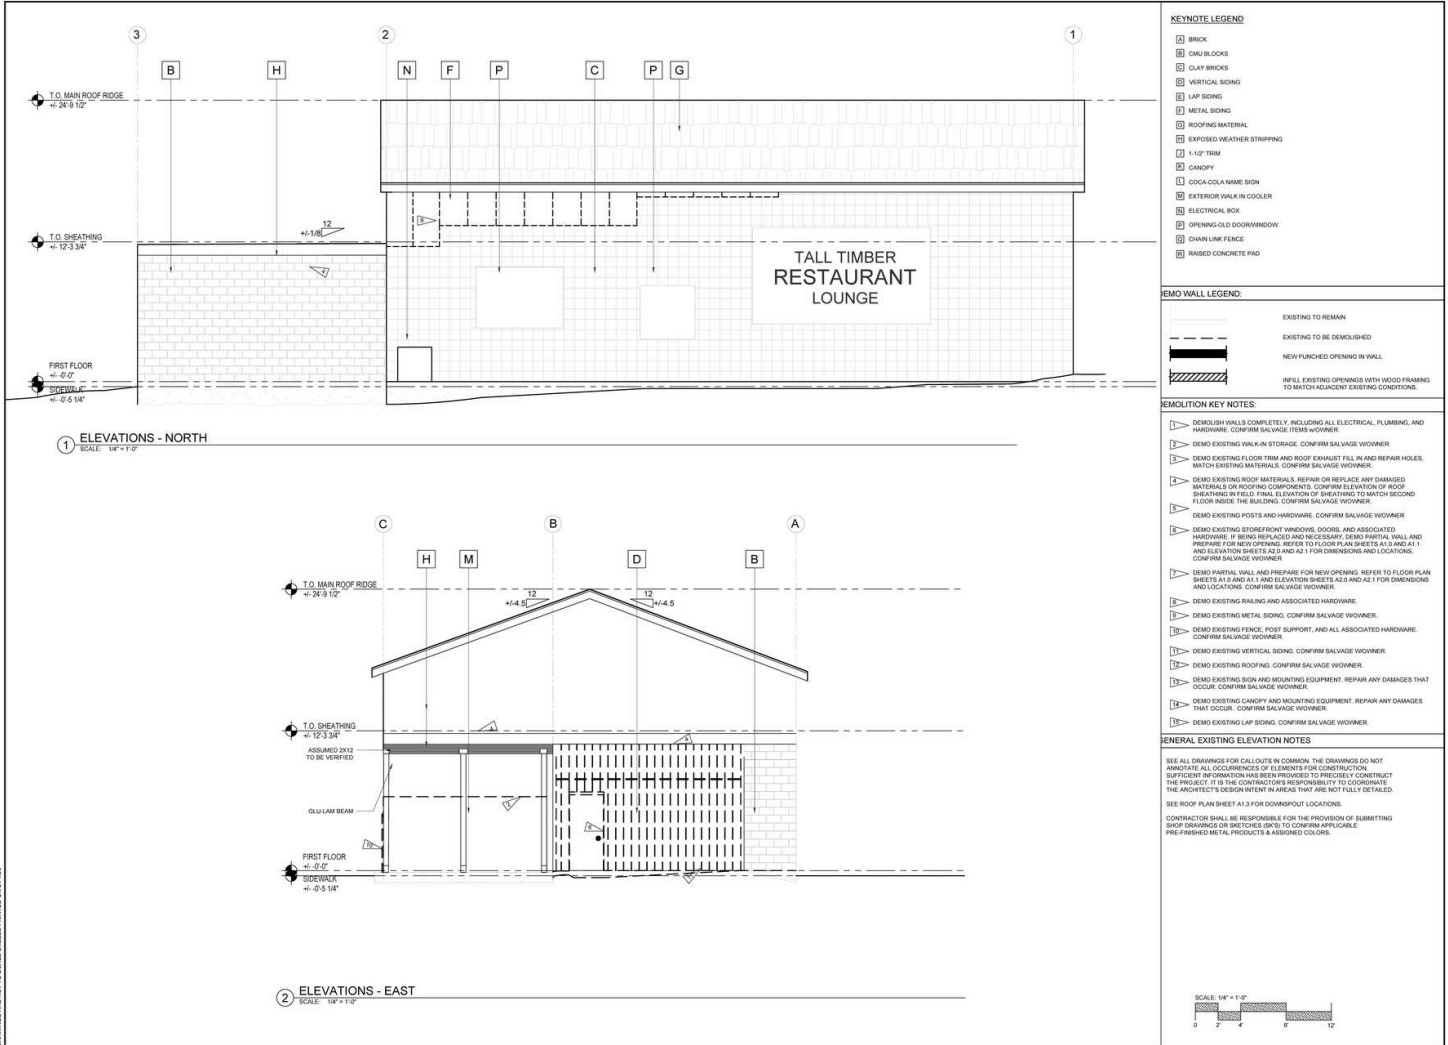 3
2
1
B
H
N
F
P
C
P
G
T.O. MAIN ROOF RIDGE
+/- 24'-9 1/2"
12
+/-1/8
9
T.O. SHEATHING
+/- 12'-3 3/4"
4
TALL TIMBER
RESTAURANT
LOUNGE
FIRST FLOOR
+/- -0'-0"
SIDEWALK
+/- -0'-5 1/4"
1
ELEVATIONS - NORTH
SCALE: 1/4" = 1'-0"
C
B
A
H
M
D
B
T.O. MAIN ROOF RIDGE
+/- 24'-9 1/2"
12
+/-4.5
12
+/-4.5
T.O. SHEATHING
+/- 12'-3 3/4"
4
4
ASSUMED 2X12
TO BE VERIFIED
GLU-LAM BEAM
2
6
10
FIRST FLOOR
+/- -0'-0"
SIDEWALK
+/- -0'-5 1/4"
2
ELEVATIONS - EAST
SCALE: 1/4" = 1'-0"
KEYNOTE LEGEND
A BRICK
B CMU BLOCKS
C CLAY BRICKS
D VERTICAL SIDING
E LAP SIDING
F METAL SIDING
G ROOFING MATERIAL
H EXPOSED WEATHER STRIPPING
J 1-1/2" TRIM
K CANOPY
L COCA-COLA NAME SIGN
M EXTERIOR WALK IN COOLER
N ELECTRICAL BOX
P OPENING-OLD DOOR/WINDOW
Q CHAIN LINK FENCE
R RAISED CONCRETE PAD
DEMO WALL LEGEND:
EXISTING TO REMAIN
EXISTING TO BE DEMOLISHED
NEW PUNCHED OPENING IN WALL
INFILL EXISTING OPENINGS WITH WOOD FRAMING
TO MATCH ADJACENT EXISTING CONDITIONS.
DEMOLITION KEY NOTES:
1 DEMOLISH WALLS COMPLETELY, INCLUDING ALL ELECTRICAL, PLUMBING, AND
HARDWARE. CONFIRM SALVAGE ITEMS w/OWNER.
2 DEMO EXISTING WALK-IN STORAGE. CONFIRM SALVAGE W/OWNER
3 DEMO EXISTING FLOOR TRIM AND ROOF EXHAUST FILL IN AND REPAIR HOLES.
MATCH EXISTING MATERIALS. CONFIRM SALVAGE W/OWNER.
4 DEMO EXISTING ROOF MATERIALS. REPAIR OR REPLACE ANY DAMAGED
MATERIALS OR ROOFING COMPONENTS. CONFIRM ELEVATION OF ROOF
SHEATHING IN FIELD. FINAL ELEVATION OF SHEATHING TO MATCH SECOND
FLOOR INSIDE THE BUILDING. CONFIRM SALVAGE W/OWNER.
5
DEMO EXISTING POSTS AND HARDWARE. CONFIRM SALVAGE W/OWNER
6 DEMO EXISTING STOREFRONT WINDOWS, DOORS, AND ASSOCIATED
HARDWARE. IF BEING REPLACED AND NECESSARY, DEMO PARTIAL WALL AND
PREPARE FOR NEW OPENING. REFER TO FLOOR PLAN SHEETS A1.0 AND A1.1
AND ELEVATION SHEETS A2.0 AND A2.1 FOR DIMENSIONS AND LOCATIONS.
CONFIRM SALVAGE W/OWNER
7 DEMO PARTIAL WALL AND PREPARE FOR NEW OPENING. REFER TO FLOOR PLAN
SHEETS A1.0 AND A1.1 AND ELEVATION SHEETS A2.0 AND A2.1 FOR DIMENSIONS
AND LOCATIONS. CONFIRM SALVAGE W/OWNER.
8 DEMO EXISTING RAILING AND ASSOCIATED HARDWARE.
9 DEMO EXISTING METAL SIDING. CONFIRM SALVAGE W/OWNER.
10 DEMO EXISTING FENCE, POST SUPPORT, AND ALL ASSOCIATED HARDWARE.
CONFIRM SALVAGE W/OWNER.
11 DEMO EXISTING VERTICAL SIDING. CONFIRM SALVAGE W/OWNER.
12 DEMO EXISTING ROOFING. CONFIRM SALVAGE W/OWNER.
13 DEMO EXISTING SIGN AND MOUNTING EQUIPMENT. REPAIR ANY DAMAGES THAT
OCCUR. CONFIRM SALVAGE W/OWNER.
14 DEMO EXISTING CANOPY AND MOUNTING EQUIPMENT. REPAIR ANY DAMAGES
THAT OCCUR. CONFIRM SALVAGE W/OWNER.
15 DEMO EXISTING LAP SIDING. CONFIRM SALVAGE W/OWNER.
GENERAL EXISTING ELEVATION NOTES
SEE ALL DRAWINGS FOR CALLOUTS IN COMMON. THE DRAWINGS DO NOT
ANNOTATE ALL OCCURRENCES OF ELEMENTS FOR CONSTRUCTION.
SUFFICIENT INFORMATION HAS BEEN PROVIDED TO PRECISELY CONSTRUCT
THE PROJECT. IT IS THE CONTRACTOR'S RESPONSIBILITY TO COORDINATE
THE ARCHITECT'S DESIGN INTENT IN AREAS THAT ARE NOT FULLY DETAILED.
SEE ROOF PLAN SHEET A1.3 FOR DOWNSPOUT LOCATIONS.
CONTRACTOR SHALL BE RESPONSIBLE FOR THE PROVISION OF SUBMITTING
SHOP DRAWINGS OR SKETCHES (SK'S) TO CONFIRM APPLICABLE
PRE-FINISHED METAL PRODUCTS & ASSIGNED COLORS.
SCALE: 1/4" = 1'-0"
0 2' 4' 8' 12'